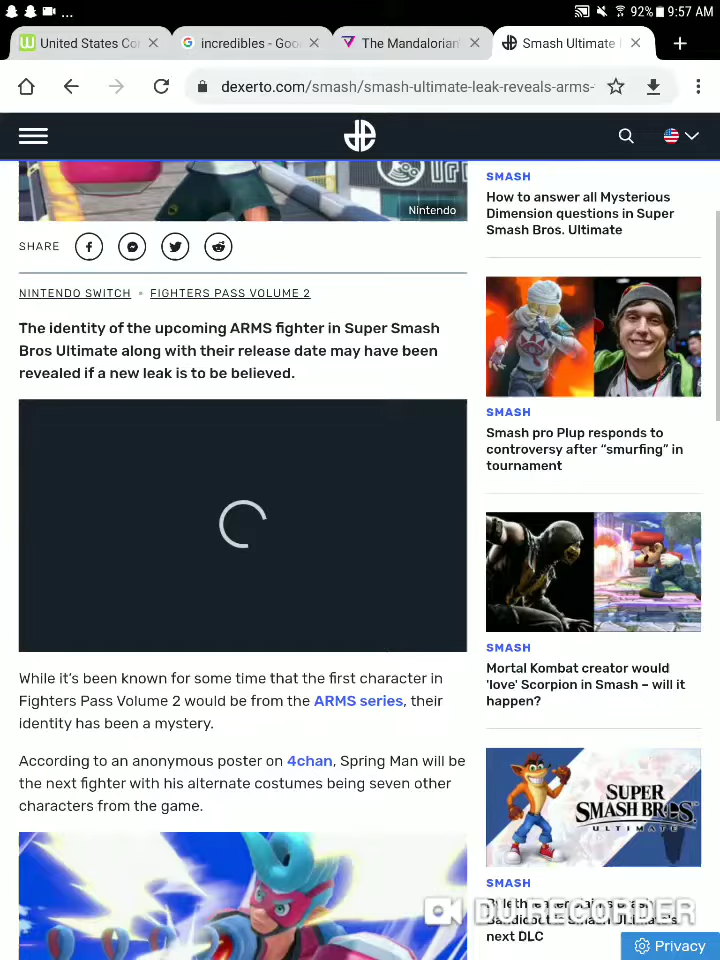 ... 92% 9:57 AM
United States Co
incredibles - Goo
The Mandalorian
Smash Ultimate
dexerto.com/smash/smash-ultimate-leak-reveals-arms-
Nintendo
SHARE
NINTENDO SWITCH • FIGHTERS PASS VOLUME 2
The identity of the upcoming ARMS fighter in Super Smash
Bros Ultimate along with their release date may have been
revealed if a new leak is to be believed.
While it's been known for some time that the first character in
Fighters Pass Volume 2 would be from the ARMS series, their
identity has been a mystery.
According to an anonymous poster on 4chan, Spring Man will be
the next fighter with his alternate costumes being seven other
characters from the game.
SMASH
How to answer all Mysterious
Dimension questions in Super
Smash Bros. Ultimate
SMASH
Smash pro Plup responds to
controversy after “smurfing” in
tournament
SMASH
Mortal Kombat creator would
'love' Scorpion in Smash – will it
happen?
SUPER
SMASH BROS.
ULTIMATE
SMASH
next DLC
DU RECORDER
Privacy